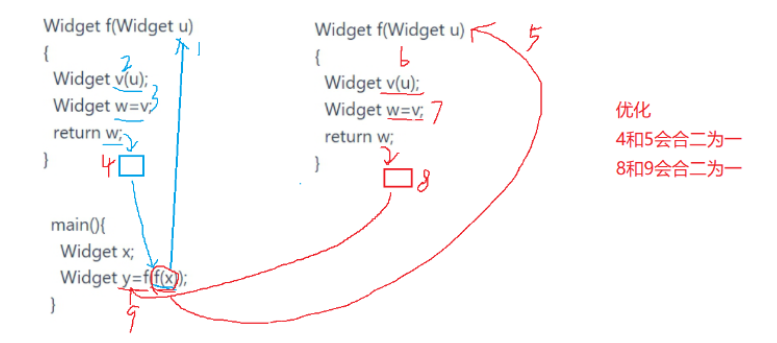 Widget f(Widget u) 1
{
2
Widget v(u);
Widget w=v; 3
return w;
}
4
main(){
Widget x;
Widget y=f(f(x));
}
9
Widget f(Widget u) 5
{
6
Widget v(u);
Widget w=v; 7
return w;
}
8
优化
4和5会合二为一
8和9会合二为一